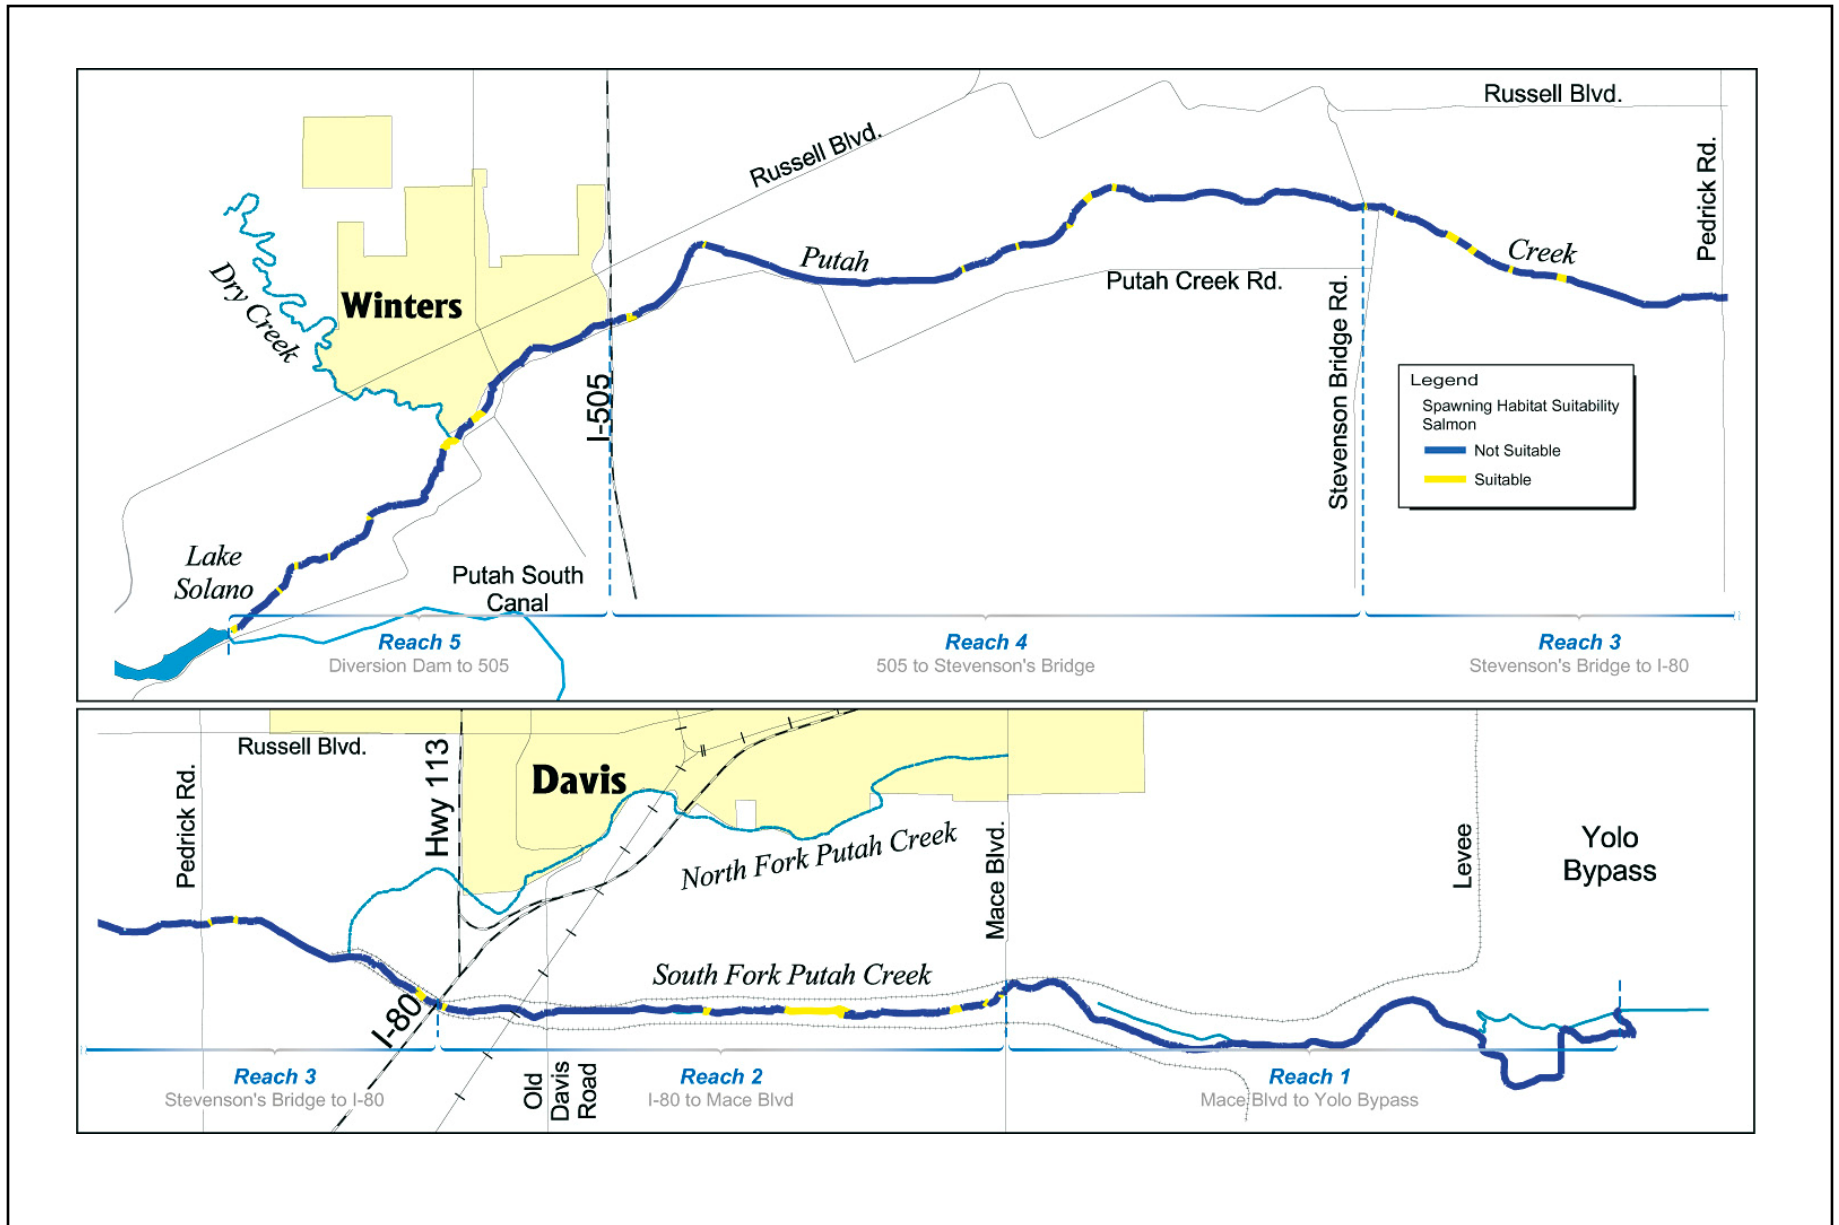 Russell Blvd.
Russell Blvd.
Pedrick Rd.
Putah
Creek
Dry Creek
Winters
Putah Creek Rd.
Stevenson Bridge Rd.
I-505
Legend
Spawning Habitat Suitability
Salmon
Not Suitable
Suitable
Lake
Solano
Putah South
Canal
Reach 5
Diversion Dam to 505
Reach 4
505 to Stevenson's Bridge
Reach 3
Stevenson's Bridge to I-80
Russell Blvd.
Pedrick Rd.
Hwy 113
Davis
North Fork Putah Creek
Mace Blvd.
Levee
Yolo
Bypass
South Fork Putah Creek
I-80
Reach 3
Stevenson's Bridge to I-80
Old
Davis
Road
Reach 2
I-80 to Mace Blvd
Reach 1
Mace Blvd to Yolo Bypass